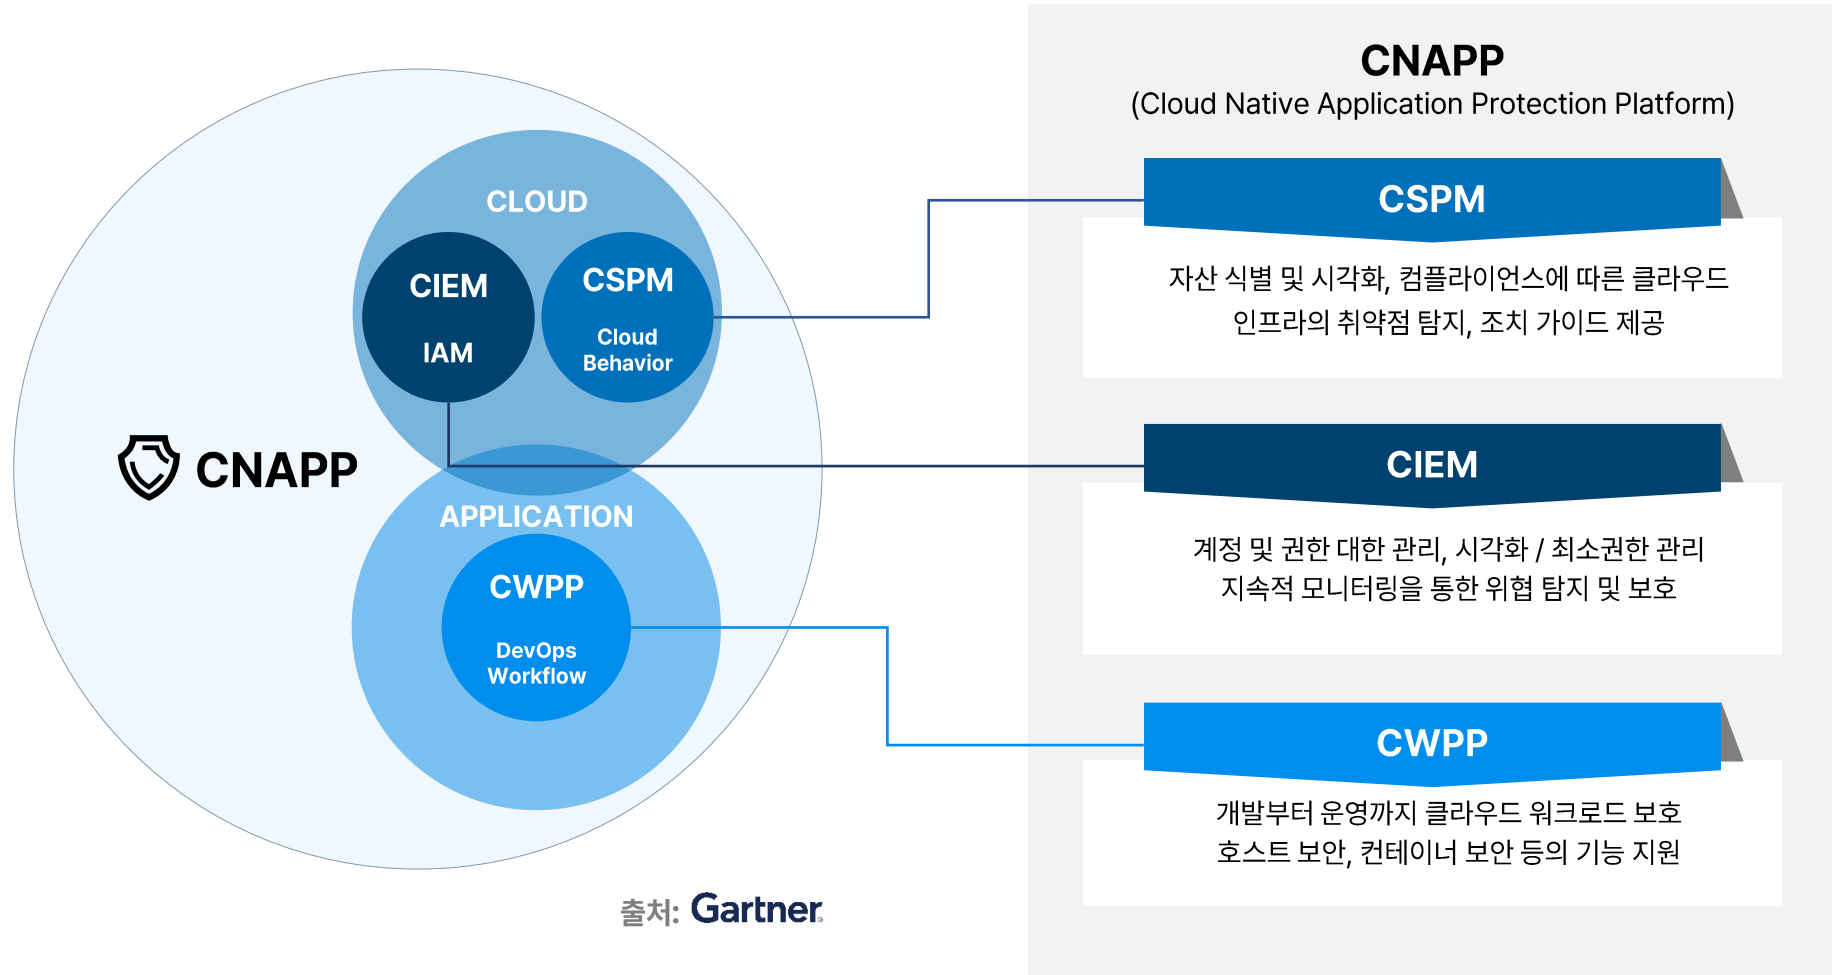 CLOUD
CIEM
IAM
CSPM
Cloud
Behavior
CNAPP
APPLICATION
CWPP
DevOps
Workflow
출처: Gartner
CNAPP
(Cloud Native Application Protection Platform)
CSPM
자산 식별 및 시각화, 컴플라이언스에 따른 클라우드
인프라의 취약점 탐지, 조치 가이드 제공
CIEM
계정 및 권한 대한 관리, 시각화 / 최소권한 관리
지속적 모니터링을 통한 위협 탐지 및 보호
CWPP
개발부터 운영까지 클라우드 워크로드 보호
호스트 보안, 컨테이너 보안 등의 기능 지원